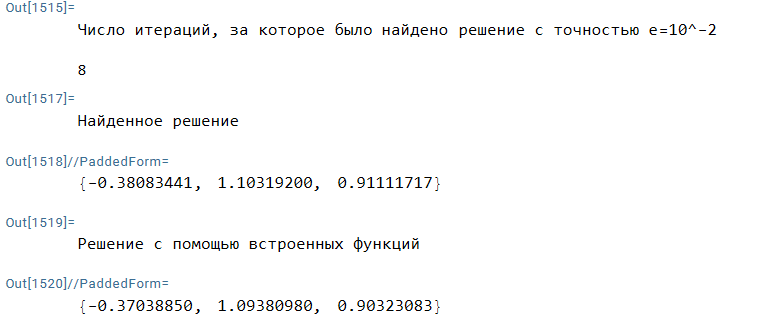 Out[1515]=
Число итераций, за которое было найдено решение с точностью e=10^-2
8
Out[1517]=
Найденное решение
Out[1518]//PaddedForm=
{-0.38083441, 1.10319200, 0.91111717}
Out[1519]=
Решение с помощью встроенных функций
Out[1520]//PaddedForm=
{-0.37038850, 1.09380980, 0.90323083}